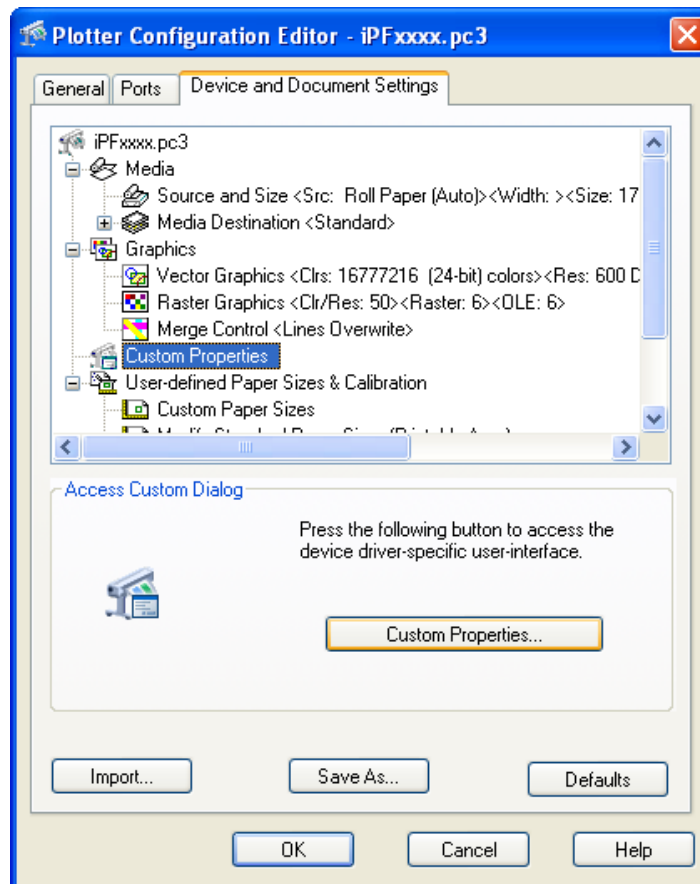 Plotter Configuration Editor - iPFxxxx.pc3
General Ports Device and Document Settings
iPFxxxx.pc3
Media
Source and Size <Src: Roll Paper (Auto)><Width: ><Size: 17
Media Destination <Standard>
Graphics
Vector Graphics <Clrs: 16777216 (24-bit) colors><Res: 600 D
Raster Graphics <Clr/Res: 50><Raster: 6><OLE: 6>
Merge Control <Lines Overwrite>
Custom Properties
User-defined Paper Sizes & Calibration
Custom Paper Sizes
Access Custom Dialog
Press the following button to access the
device driver-specific user-interface.
Custom Properties...
Import... Save As... Defaults
OK Cancel Help